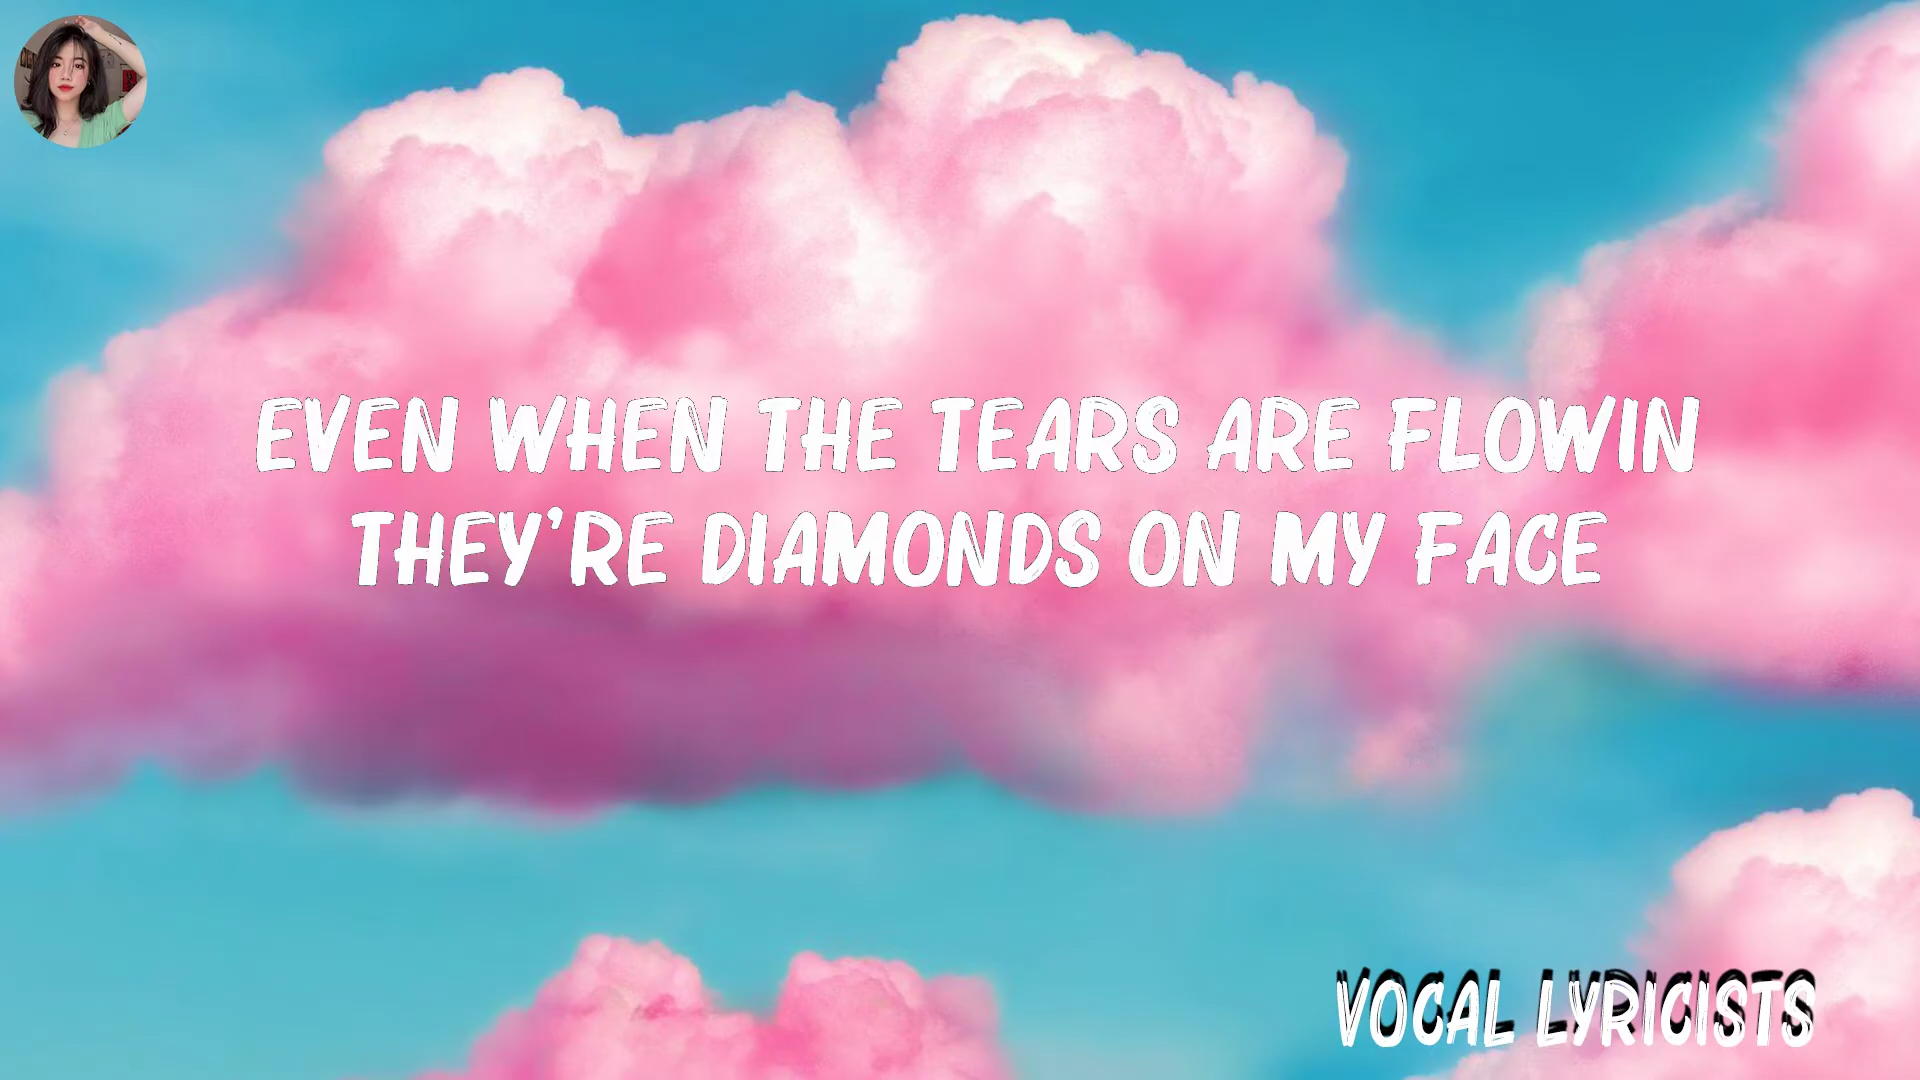 EVEN WHEN THE TEARS ARE FLOWIN
THEY'RE DIAMONDS ON MY FACE
VOCAL LYRICISTS